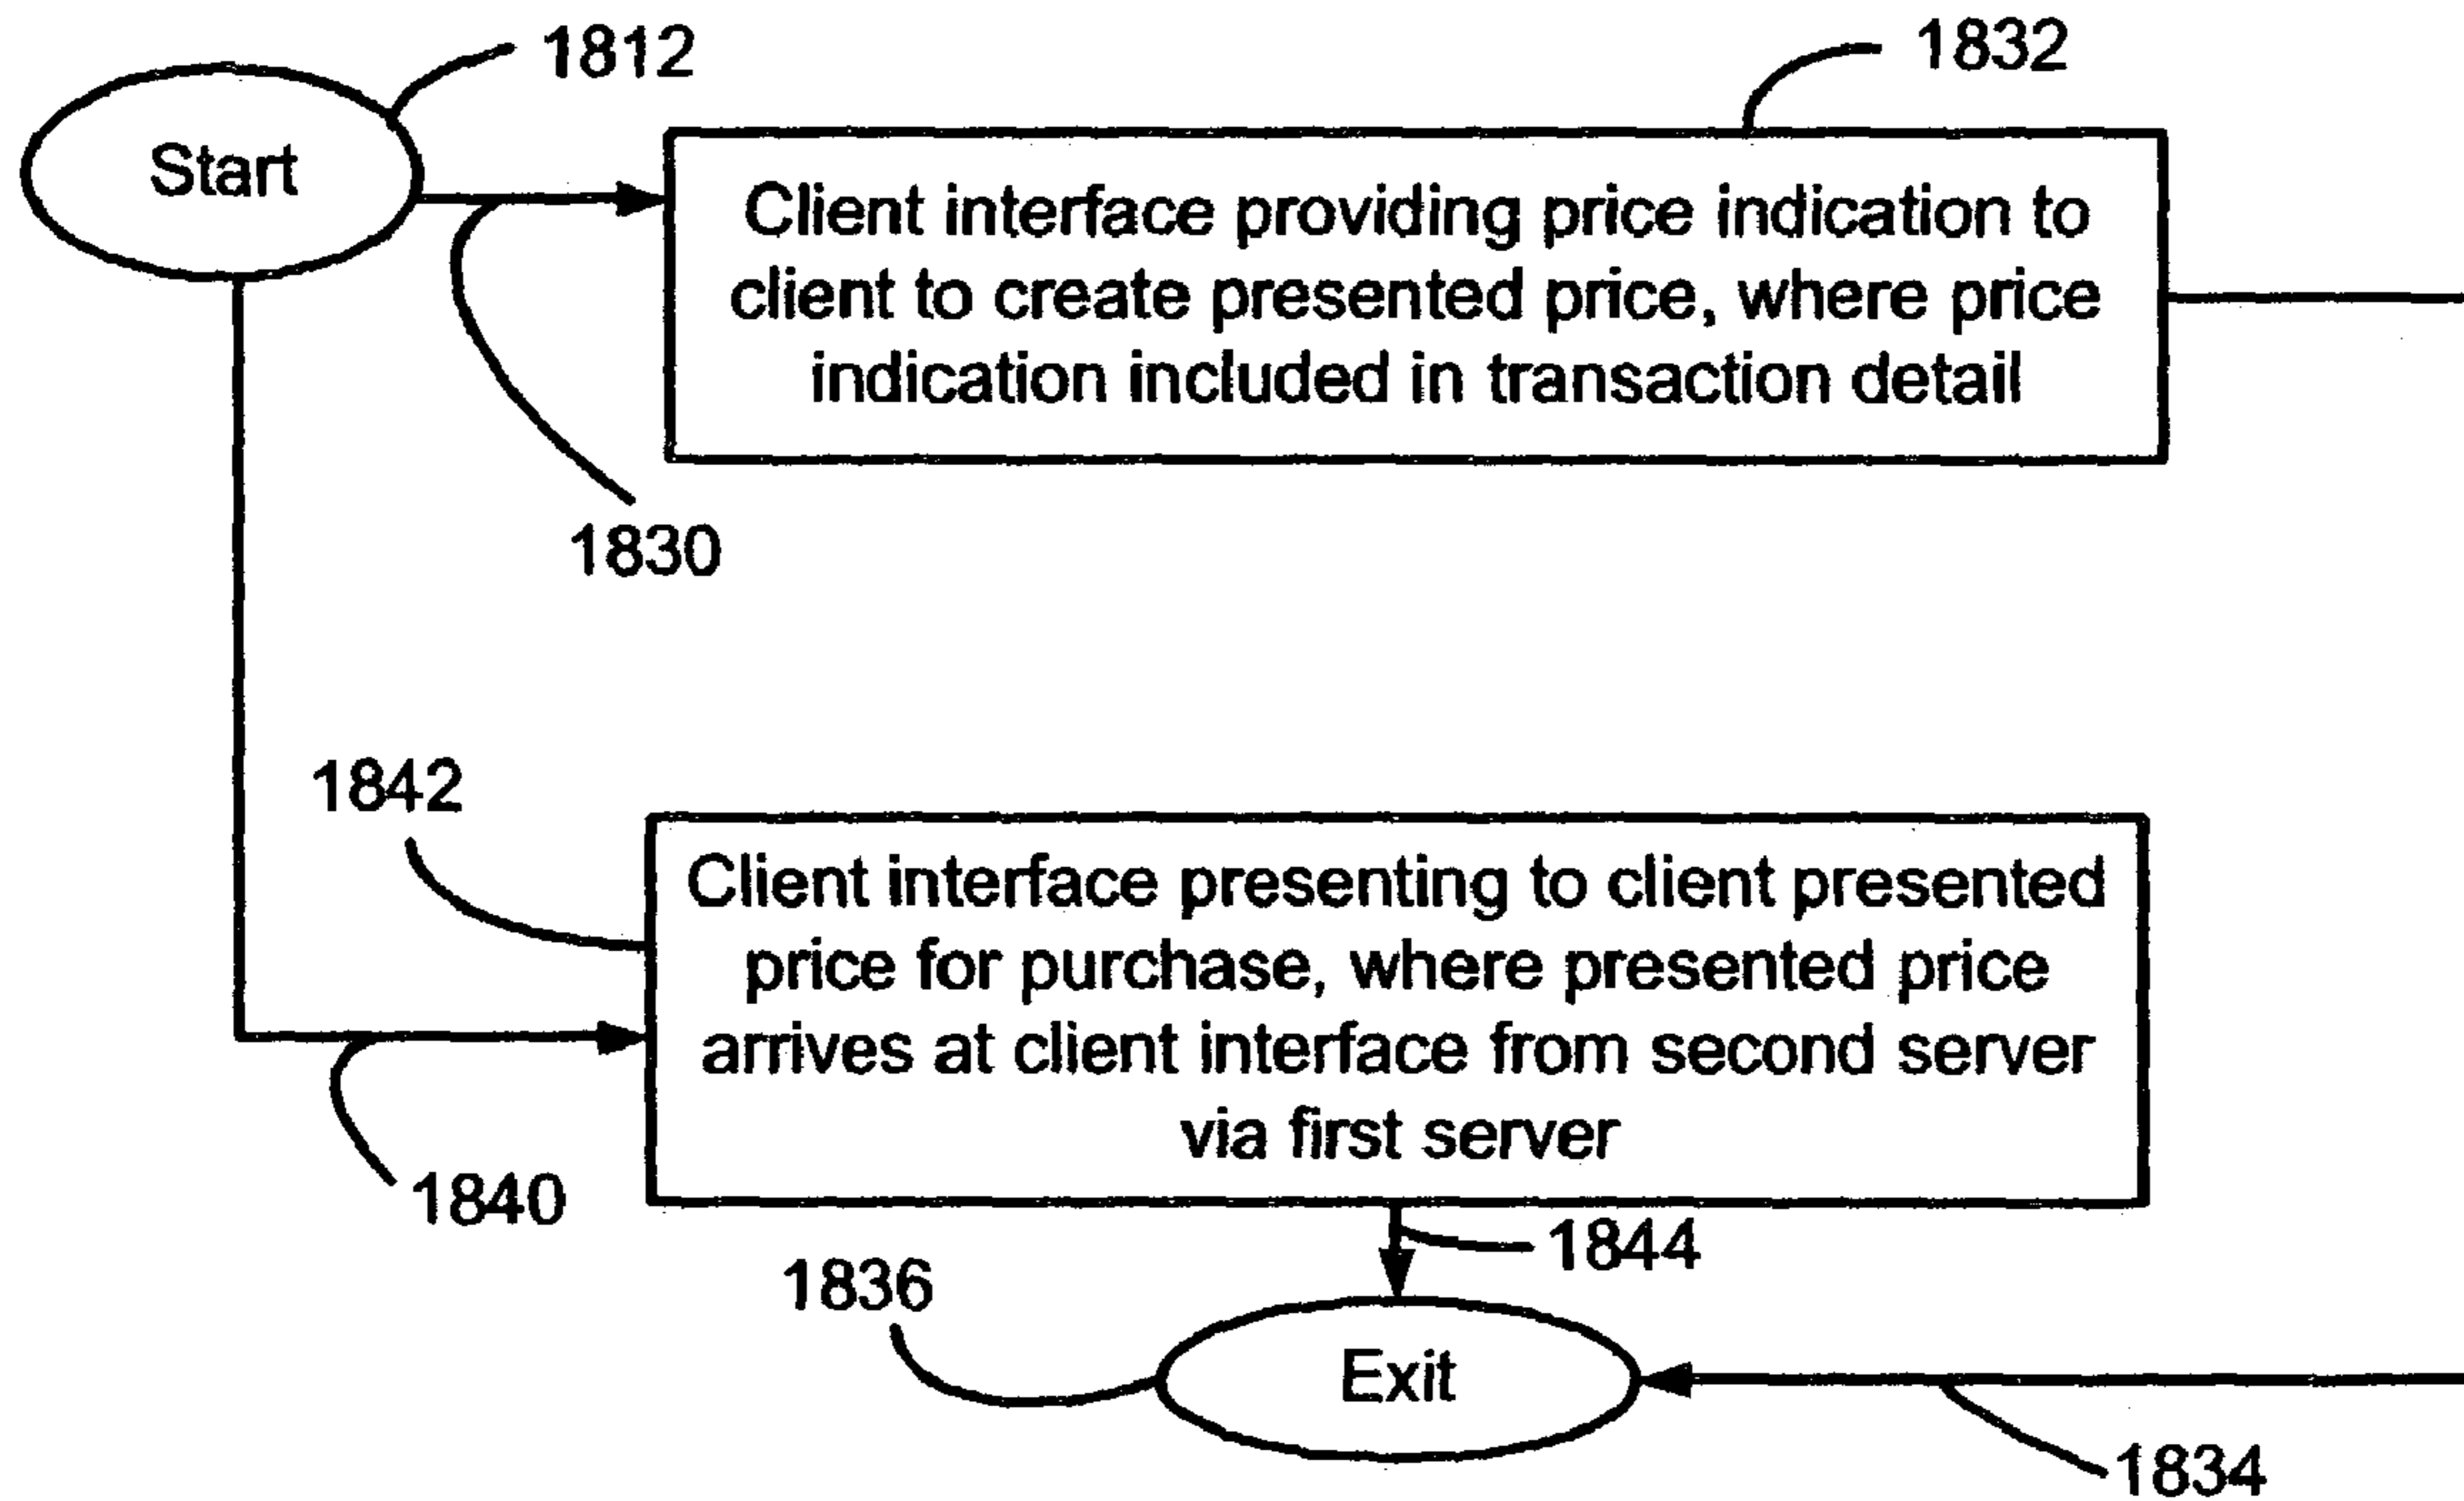 1812
1832
Start
Client interface providing price indication to
client to create presented price, where price
indication included in transaction detail
1830
1842
Client interface presenting to client presented
price for purchase, where presented price
arrives at client interface from second server
via first server
1840
1844
1836
Exit
1834